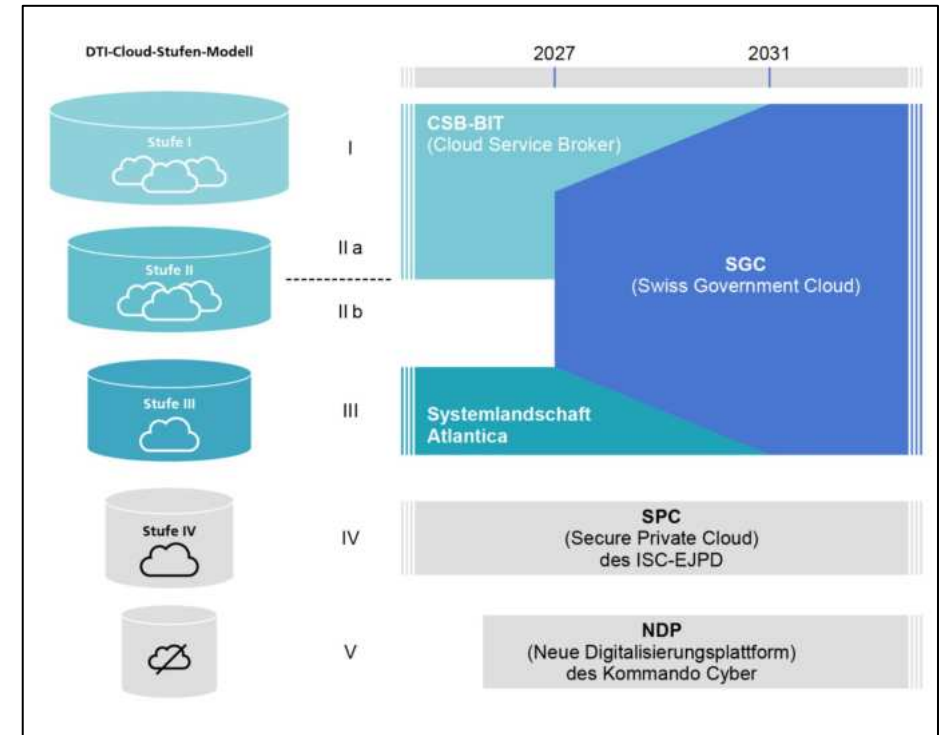 DTI-Cloud-Stufen-Modell
2027
2031
Stufe I
I
CSB-BIT
(Cloud Service Broker)
Stufe II
II a
II b
SGC
(Swiss Government Cloud)
Stufe III
III
Systemlandschaft
Atlantica
Stufe IV
IV
SPC
(Secure Private Cloud)
des ISC-EJPD
V
NDP
(Neue Digitalisierungsplattform)
des Kommando Cyber